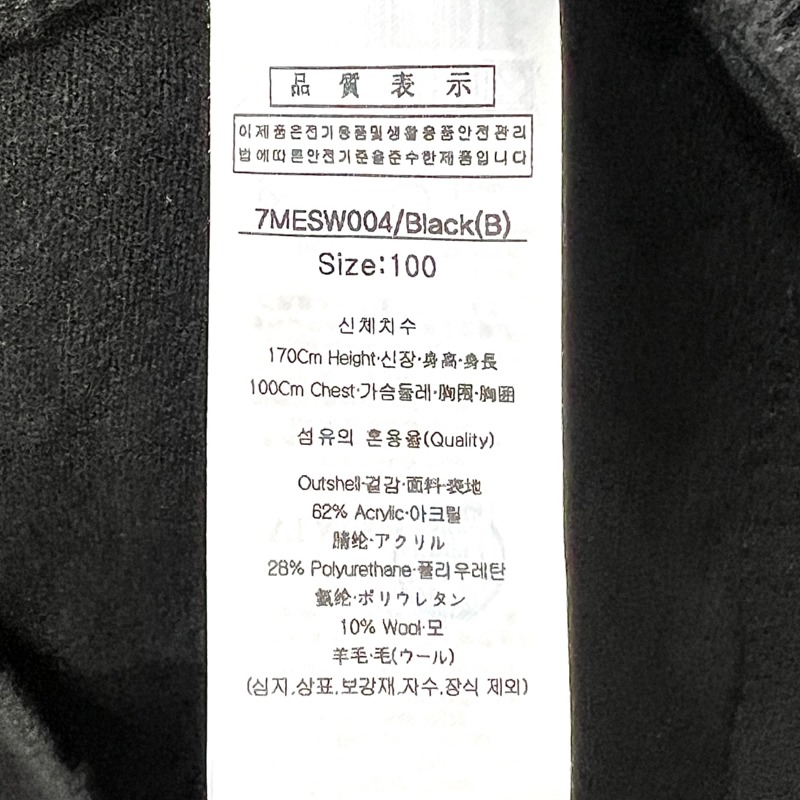 品質表示
이제품은전기용품및생활용품안전관리
법에따른안전기준을준수한제품입니다
7MESW004/Black(B)
Size:100
신체치수
170Cm Height·신장·身高·身長
100Cm Chest·가슴둘레·胸围·胸囲
섬유의 혼용율(Quality)
Outshell·겉감·面料·表地
62% Acrylic·아크릴
腈纶·アクリル
28% Polyurethane·폴리우레탄
氨纶·ポリウレタン
10% Wool·모
羊毛·毛(ウール)
(심지,상표,보강재,자수,장식 제외)